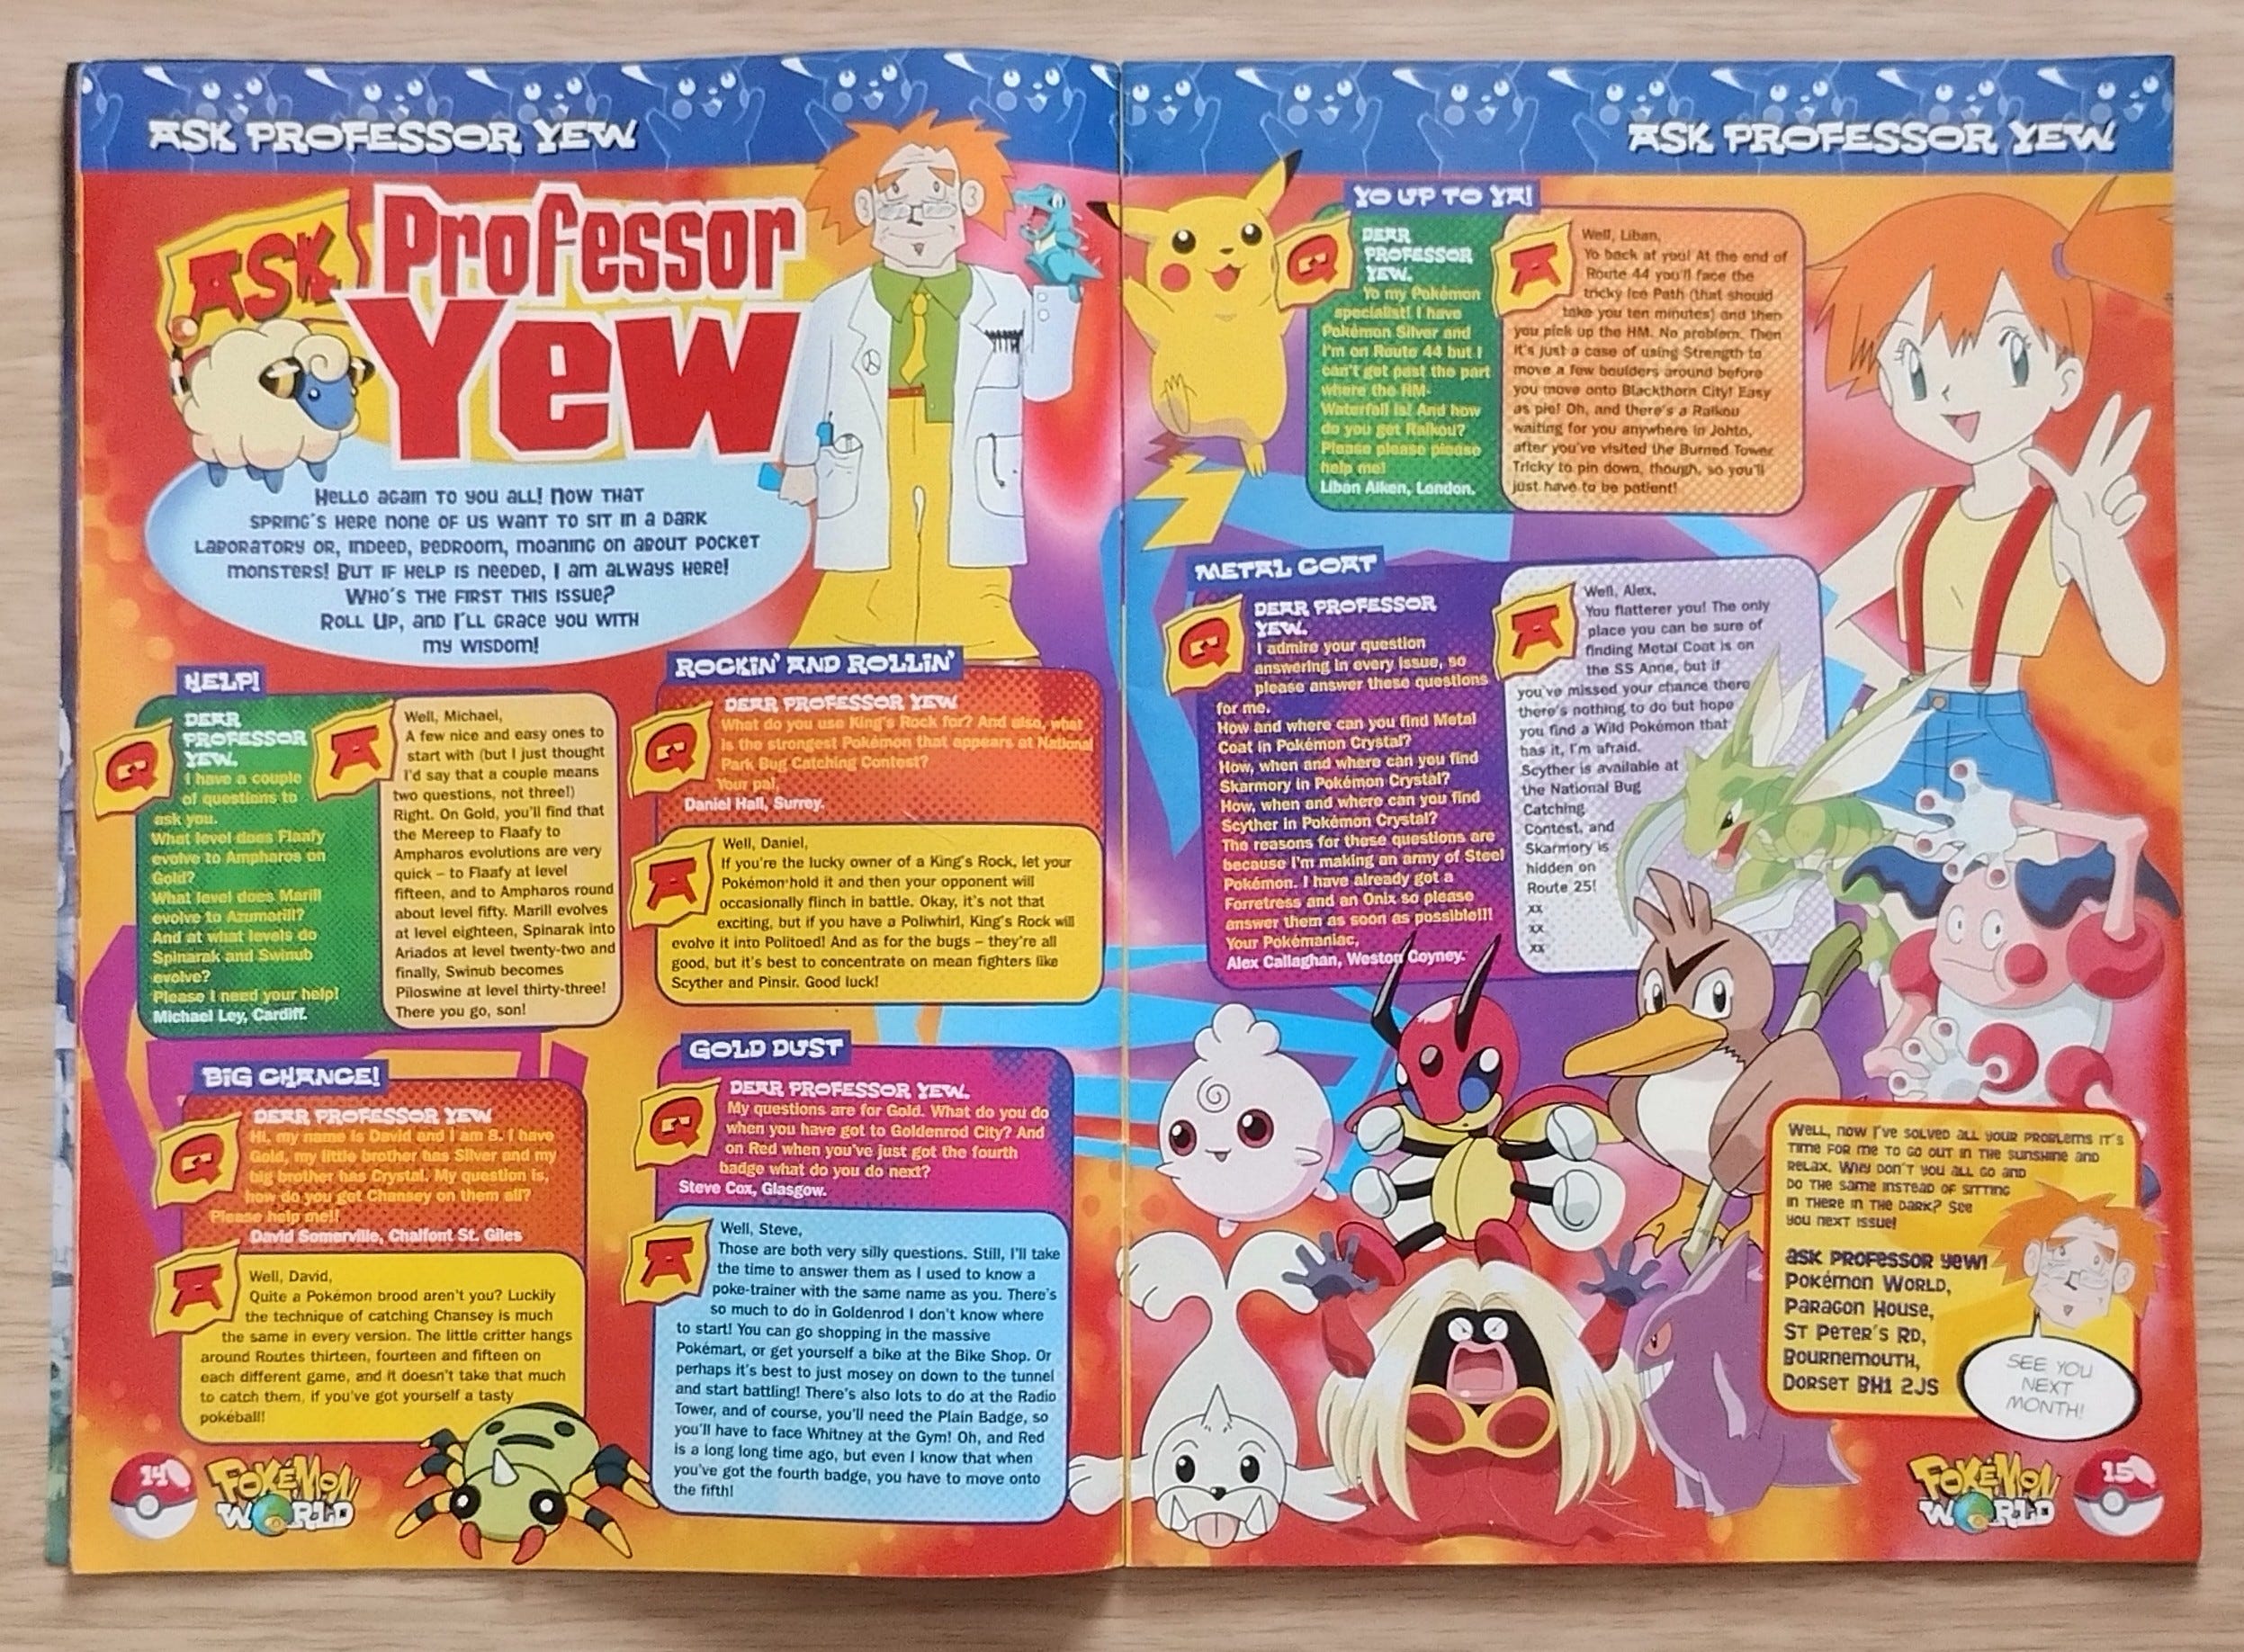 ASK PROFESSOR YEW
ASK Professor
Yew
Hello again to you all! Now that
spring's here none of us want to sit in a dark
laboratory or, indeed, bedroom, moaning on about pocket
monsters! But if help is needed, I am always here!
Who's the first this issue?
Roll up, and I'll grace you with
my wisdom!
HELP!
Q
DEAR
PROFESSOR
YEW.
I have a couple
of questions to
ask you.
What level does Flaafy
evolve to Ampharos on
Gold?
What level does Marill
evolve to Azumarill?
And at what levels do
Spinarak and Swinub
evolve?
Please I need your help!
Michael Ley, Cardiff.
A
Well, Michael,
A few nice and easy ones to
start with (but I just thought
I'd say that a couple means
two questions, not three!)
Right. On Gold, you'll find that
the Mereep to Flaafy to
Ampharos evolutions are very
quick – to Flaafy at level
fifteen, and to Ampharos round
about level fifty. Marill evolves
at level eighteen, Spinarak into
Ariados at level twenty-two and
finally, Swinub becomes
Piloswine at level thirty-three!
There you go, son!
BIG CHANCE!
Q
DEAR PROFESSOR YEW
Hi, my name is David and I am 8. I have
Gold, my little brother has Silver and my
big brother has Crystal. My question is,
how do you get Chansey on them all?
Please help me!!
David Somerville, Chalfont St. Giles
A
Well, David,
Quite a Pokémon brood aren't you? Luckily
the technique of catching Chansey is much
the same in every version. The little critter hangs
around Routes thirteen, fourteen and fifteen on
each different game, and it doesn't take that much
to catch them, if you've got yourself a tasty
pokéball!
ROCKIN' AND ROLLIN'
Q
DEAR PROFESSOR YEW
What do you use King's Rock for? And also, what
is the strongest Pokémon that appears at National
Park Bug Catching Contest?
Your pal,
Daniel Hall, Surrey.
A
Well, Daniel,
If you're the lucky owner of a King's Rock, let your
Pokémon hold it and then your opponent will
occasionally flinch in battle. Okay, it's not that
exciting, but if you have a Poliwhirl, King's Rock will
evolve it into Politoed! And as for the bugs – they're all
good, but it's best to concentrate on mean fighters like
Scyther and Pinsir. Good luck!
GOLD DUST
Q
DEAR PROFESSOR YEW.
My questions are for Gold. What do you do
when you have got to Goldenrod City? And
on Red when you've just got the fourth
badge what do you do next?
Steve Cox, Glasgow.
A
Well, Steve,
Those are both very silly questions. Still, I'll take
the time to answer them as I used to know a
poke-trainer with the same name as you. There's
so much to do in Goldenrod I don't know where
to start! You can go shopping in the massive
Pokémart, or get yourself a bike at the Bike Shop. Or
perhaps it's best to just mosey on down to the tunnel
and start battling! There's also lots to do at the Radio
Tower, and of course, you'll need the Plain Badge, so
you'll have to face Whitney at the Gym! Oh, and Red
is a long long time ago, but even I know that when
you've got the fourth badge, you have to move onto
the fifth!
14
POKÉMON
WORLD
ASK PROFESSOR YEW
YO UP TO YA!
Q
DEAR
PROFESSOR
YEW.
Yo my Pokémon
specialist! I have
Pokémon Silver and
I'm on Route 44 but I
can't get past the part
where the HM-
Waterfall is! And how
do you get Raikou?
Please please please
help me!
Liban Aiken, London.
A
Well, Liban,
Yo back at you! At the end of
Route 44 you'll face the
tricky Ice Path (that should
take you ten minutes) and then
you pick up the HM. No problem. Then
it's just a case of using Strength to
move a few boulders around before
you move onto Blackthorn City! Easy
as pie! Oh, and there's a Raikou
waiting for you anywhere in Johto,
after you've visited the Burned Tower.
Tricky to pin down, though, so you'll
just have to be patient!
METAL COAT
Q
DEAR PROFESSOR
YEW.
I admire your question
answering in every issue, so
please answer these questions
for me.
How and where can you find Metal
Coat in Pokémon Crystal?
How, when and where can you find
Skarmory in Pokémon Crystal?
How, when and where can you find
Scyther in Pokémon Crystal?
The reasons for these questions are
because I'm making an army of Steel
Pokémon. I have already got a
Forretress and an Onix so please
answer them as soon as possible!!!
Your Pokémaniac,
Alex Callaghan, Weston Coyney.
A
Well, Alex,
You flatterer you! The only
place you can be sure of
finding Metal Coat is on
the SS Anne, but if
you've missed your chance there
there's nothing to do but hope
you find a Wild Pokémon that
has it, I'm afraid.
Scyther is available at
the National Bug
Catching
Contest, and
Skarmory is
hidden on
Route 25!
xx
xx
xx
Well, now I've solved all your problems it's
time for me to go out in the sunshine and
relax. Why don't you all go and
do the same instead of sitting
in there in the dark? See
you next issue!
Ask Professor Yew!
Pokémon World,
Paragon House,
St Peter's Rd,
Bournemouth,
Dorset BH1 2JS
SEE YOU
NEXT
MONTH!
POKÉMON
WORLD
15